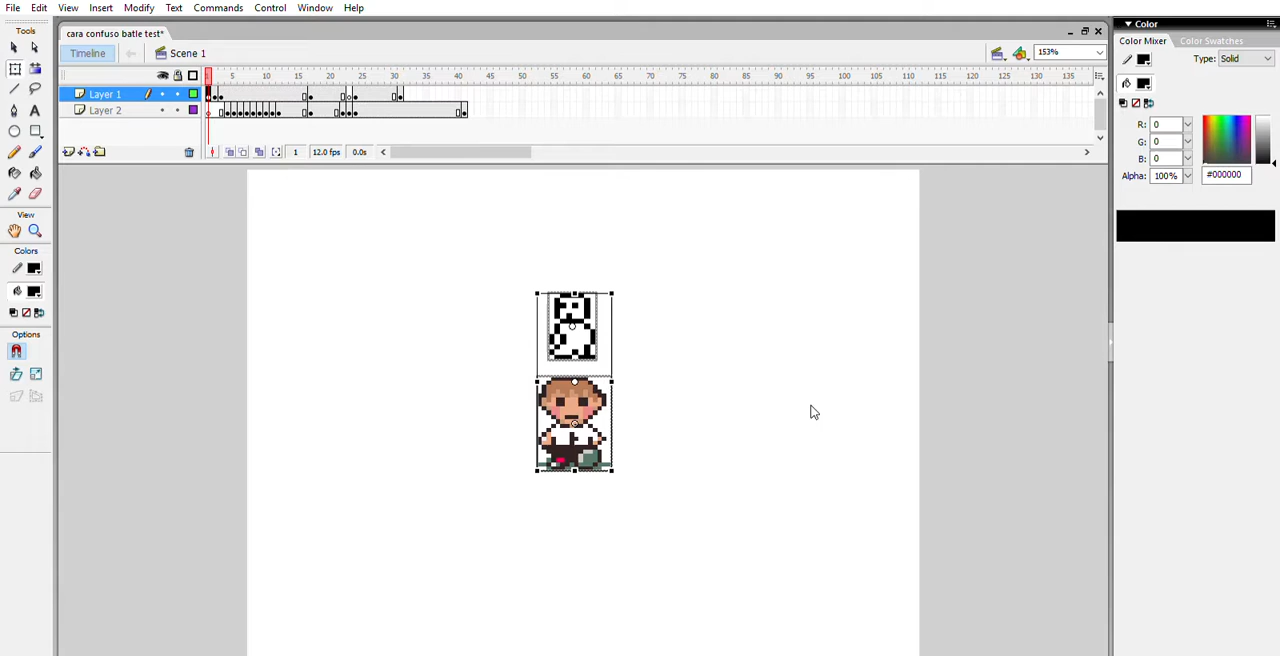 File Edit View Insert Modify Text Commands Control Window Help
Tools
cara confuso batle test*
Timeline
Scene 1
153%
5 10 15 20 25 30 35 40 45 50 55 60 65 70 75 80 85 90 95 100 105 110 115 120 125 130 135
Layer 1
Layer 2
1 12.0 fps 0.0s
A
View
Colors
Options
Color
Color Mixer Color Swatches
Type: Solid
R: 0
G: 0
B: 0
Alpha: 100% #000000